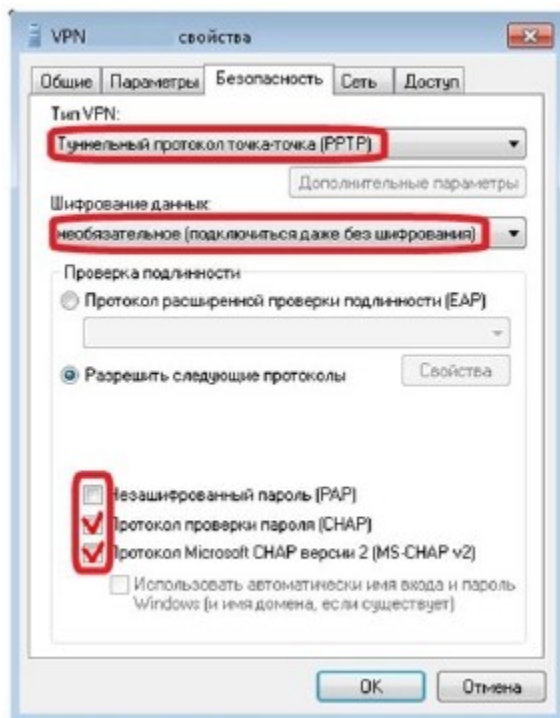 VPN свойства
Общие Параметры Безопасность Сеть Доступ
Тип VPN:
Туннельный протокол точка-точка (PPTP)
Дополнительные параметры
Шифрование данных:
необязательное (подключиться даже без шифрования)
Проверка подлинности
Протокол расширенной проверки подлинности (EAP)
Свойства
Разрешить следующие протоколы
Незашифрованный пароль (PAP)
Протокол проверки пароля (CHAP)
Протокол Microsoft CHAP версии 2 (MS-CHAP v2)
Использовать автоматически имя входа и пароль
Windows (и имя домена, если существует)
OK Отмена